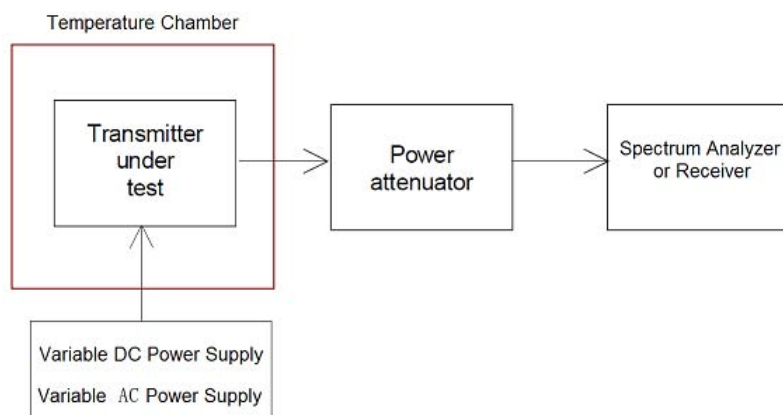 Temperature Chamber
Transmitter
under
test
Power
attenuator
Spectrum Analyzer
or Receiver
Variable DC Power Supply
Variable AC Power Supply